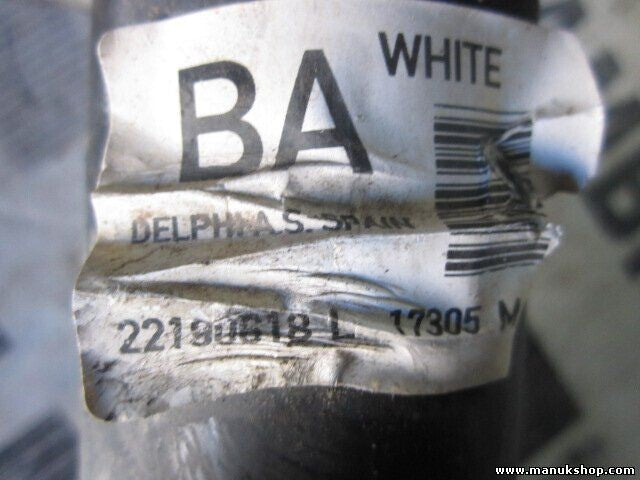 BA WHITE
DELPHI A.S. SPAIN
22190618 L 17305 M
www.manukshop.com